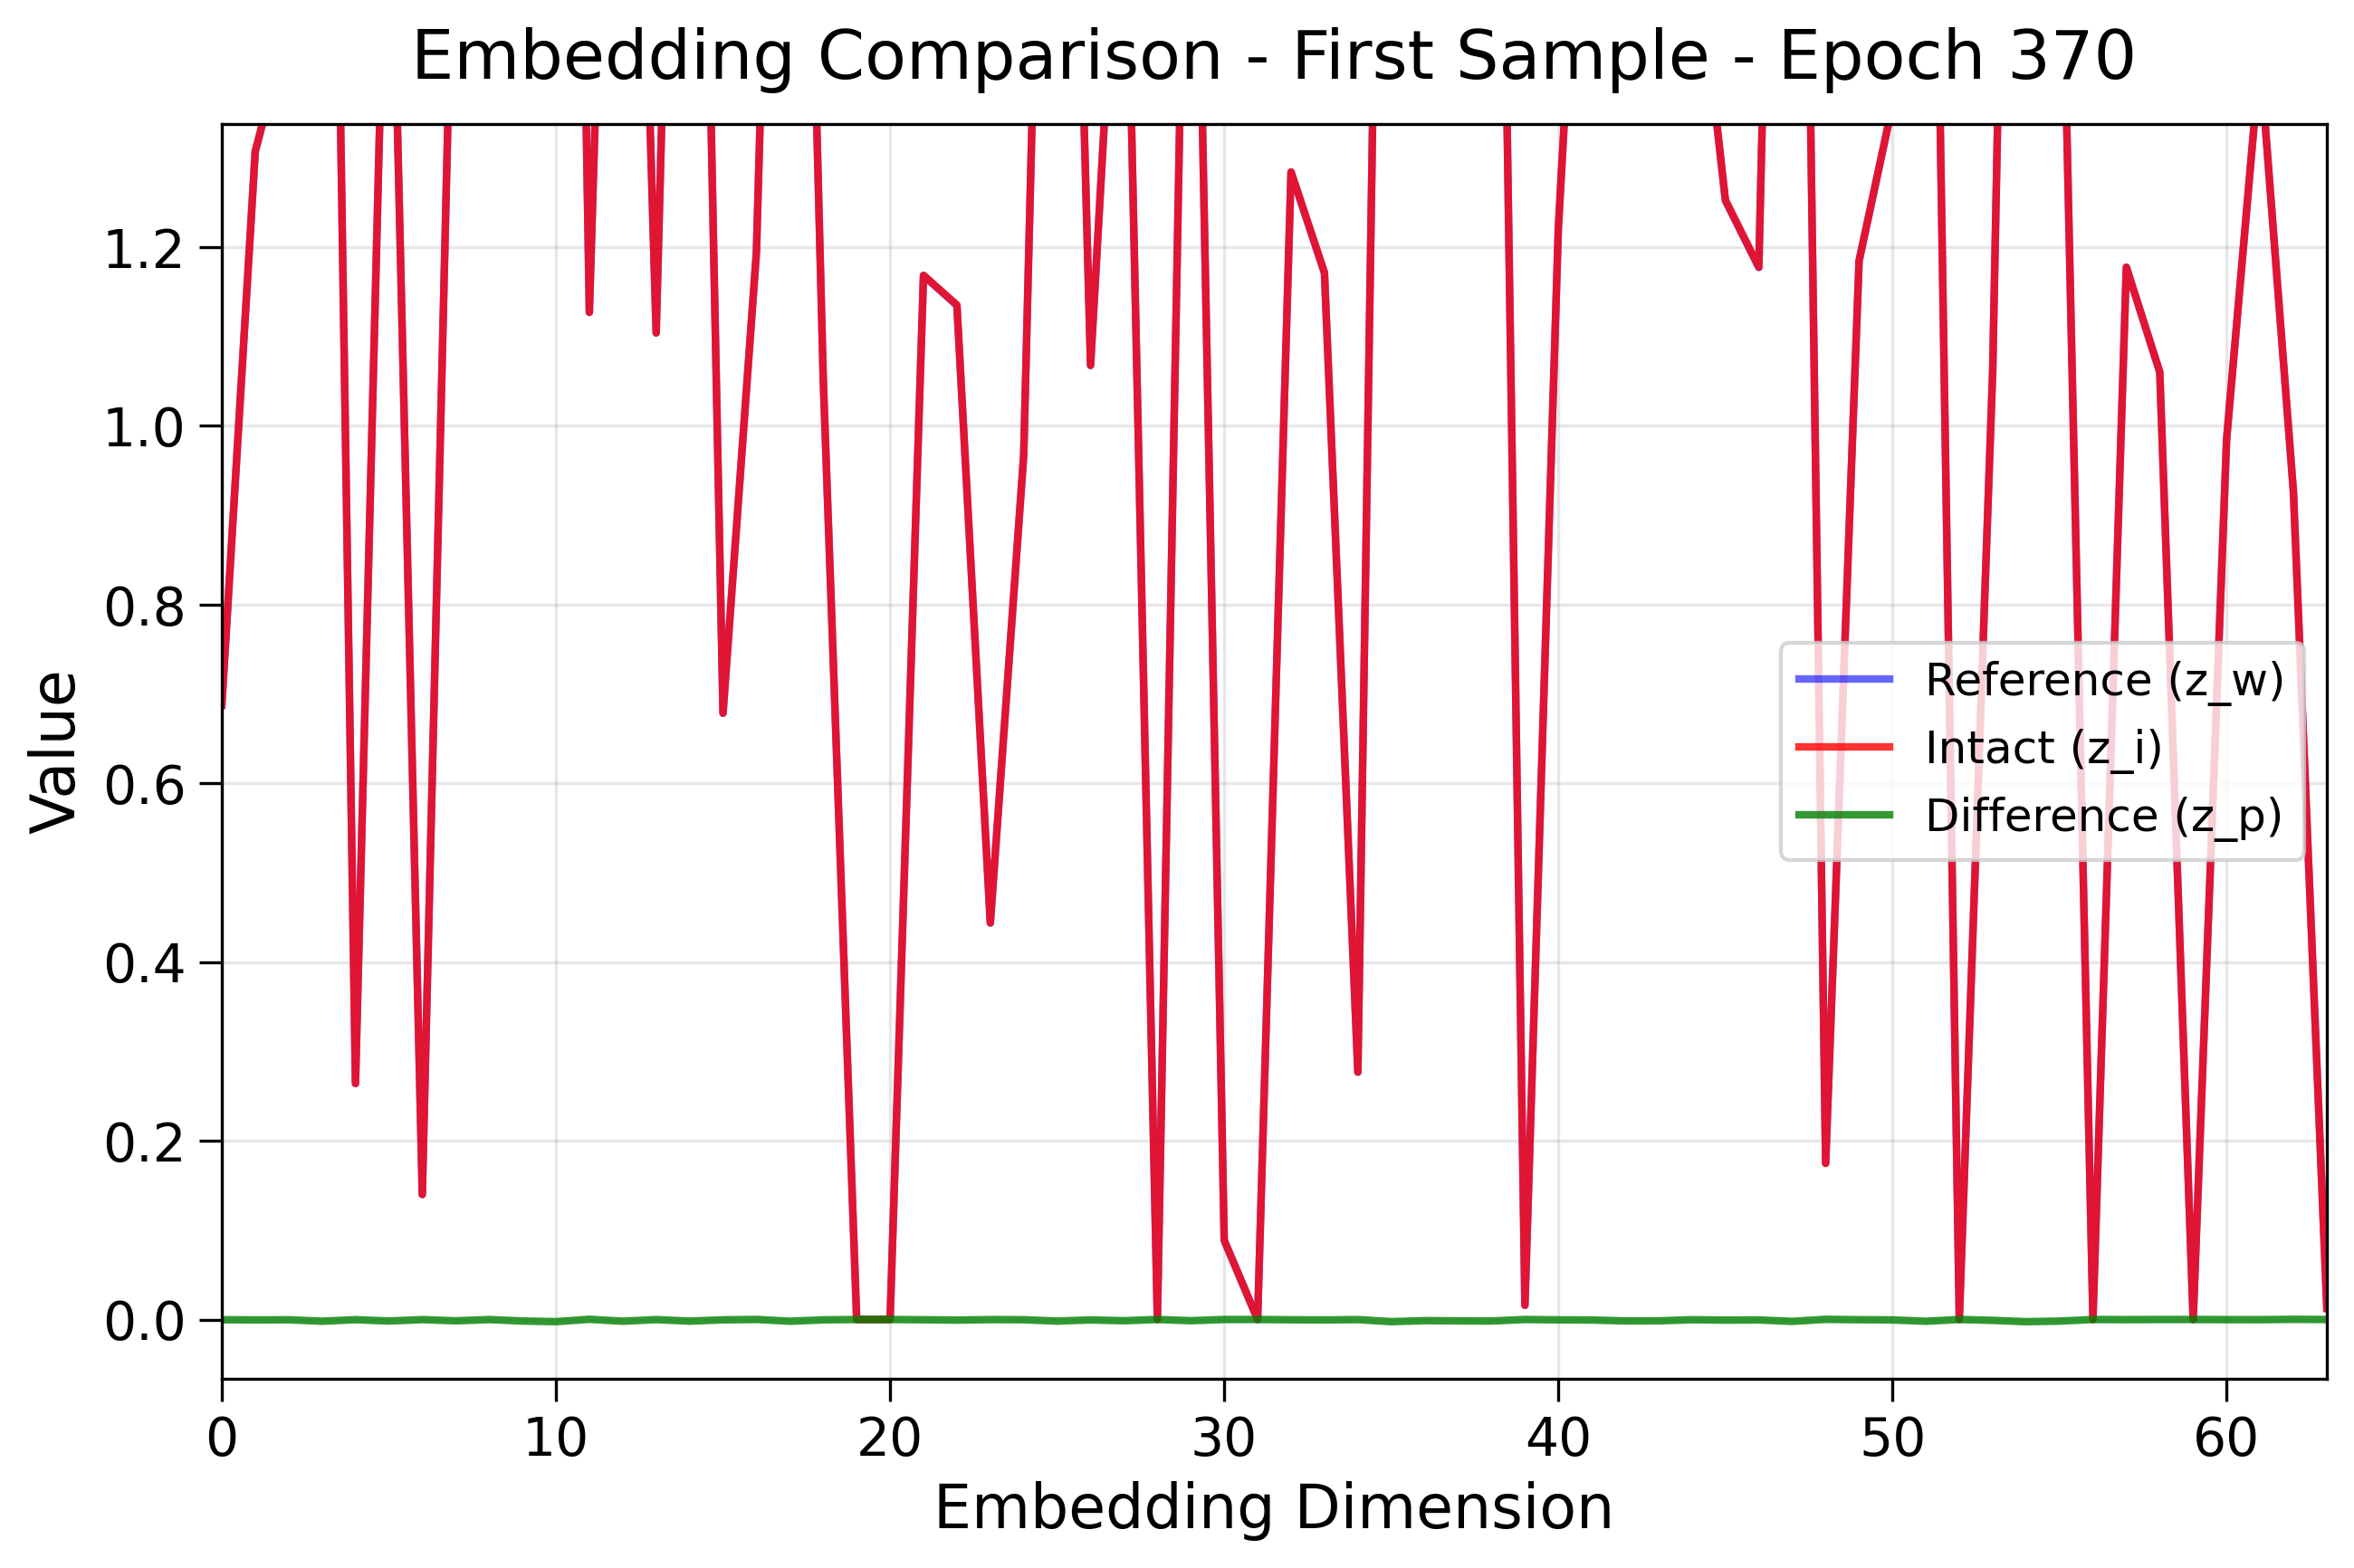 Embedding Comparison - First Sample - Epoch 370
Value
1.2
1.0
0.8
0.6
0.4
0.2
0.0
Reference (z_w)
Intact (z_i)
Difference (z_p)
0 10 20 30 40 50 60
Embedding Dimension